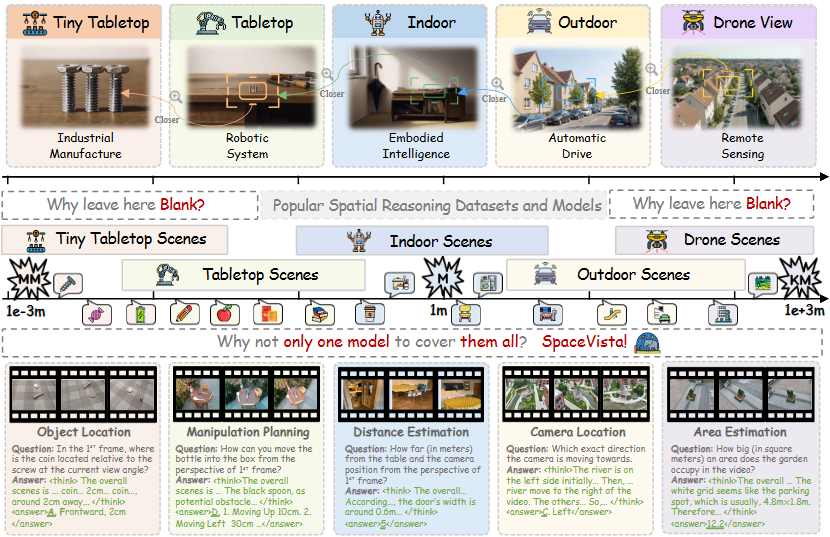 Tiny Tabletop
Tabletop
Indoor
Outdoor
Drone View
Closer
Closer
Closer
Closer
Industrial
Manufacture
Robotic
System
Embodied
Intelligence
Automatic
Drive
Remote
Sensing
Why leave here Blank?
Popular Spatial Reasoning Datasets and Models
Why leave here Blank?
Tiny Tabletop Scenes
Indoor Scenes
Drone Scenes
MM
Tabletop Scenes
M
Outdoor Scenes
KM
1e-3m
1m
1e+3m
Why not only one model to cover them all? SpaceVista!
Object Location
Question: In the 1st frame, where
is the coin located relative to the
screw at the current view angle?
Answer: <think> The overall
scenes is ... coin... 2cm... coin...,
around 2cm away... </think>
<answer>A. Frontward, 2cm
</answer>
Manipulation Planning
Question: How can you move the
bottle into the box from the
perspective of 1st frame?
Answer: <think>The overall
scenes is ... The black spoon, as
potential obstacle... </think>
<answer>D. 1. Moving Up 10cm. 2.
Moving Left 30cm ...</answer>
Distance Estimation
Question: How far (in meters)
from the table and the camera
position from the perspective of
1st frame?
Answer: <think>The overall...
According..., the door's width is
around 0.6m... </think>
<answer>5</answer>
Camera Location
Question: Which exact direction
the camera is moving towards.
Answer: <think>The river is on
the left side initially... Then, ...
river move to the right of the
video. The others... So,... </think>
<answer>C. Left</answer>
Area Estimation
Question: How big (in square
meters) an area does the garden
occupy in the video?
Answer: <think>The overall ... The
white grid seems like the parking
spot, which is usually, 4.8m×1.8m.
Therefore... </think>
<answer>12.2</answer>